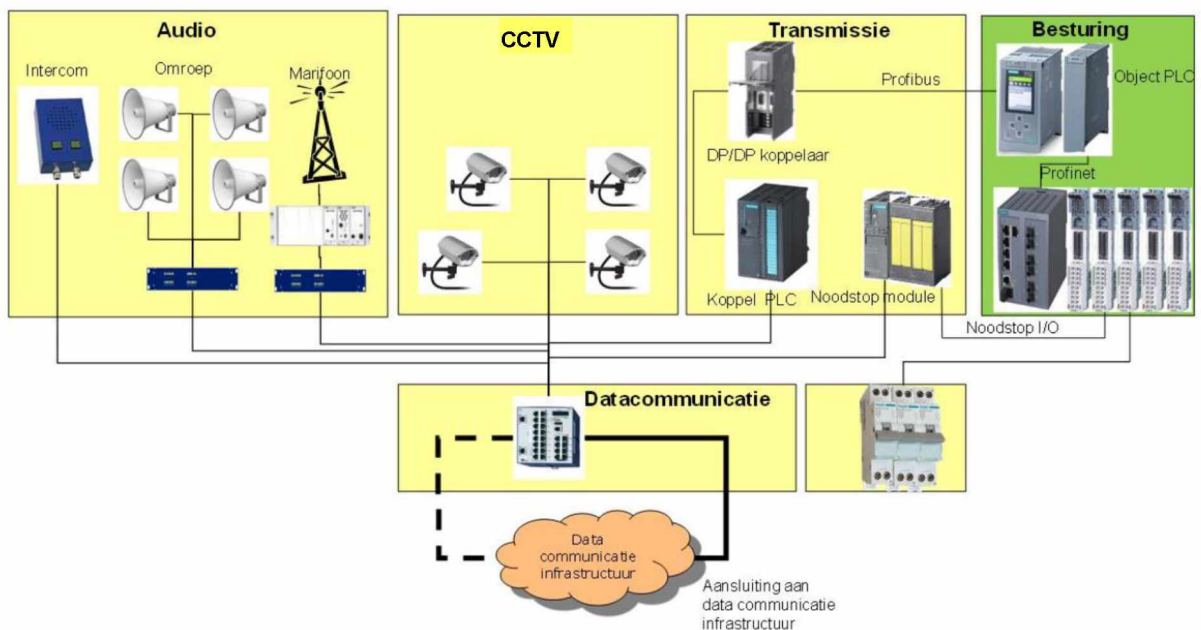 Audio
Intercom
Omroep
Marifoon
CCTV
Transmissie
Profibus
DP/DP koppelaar
Koppel PLC
Noodstop module
Besturing
Object PLC
Profinet
Noodstop I/O
Datacommunicatie
Data
communicatie
infrastructuur
Aansluiting aan
data communicatie
infrastructuur